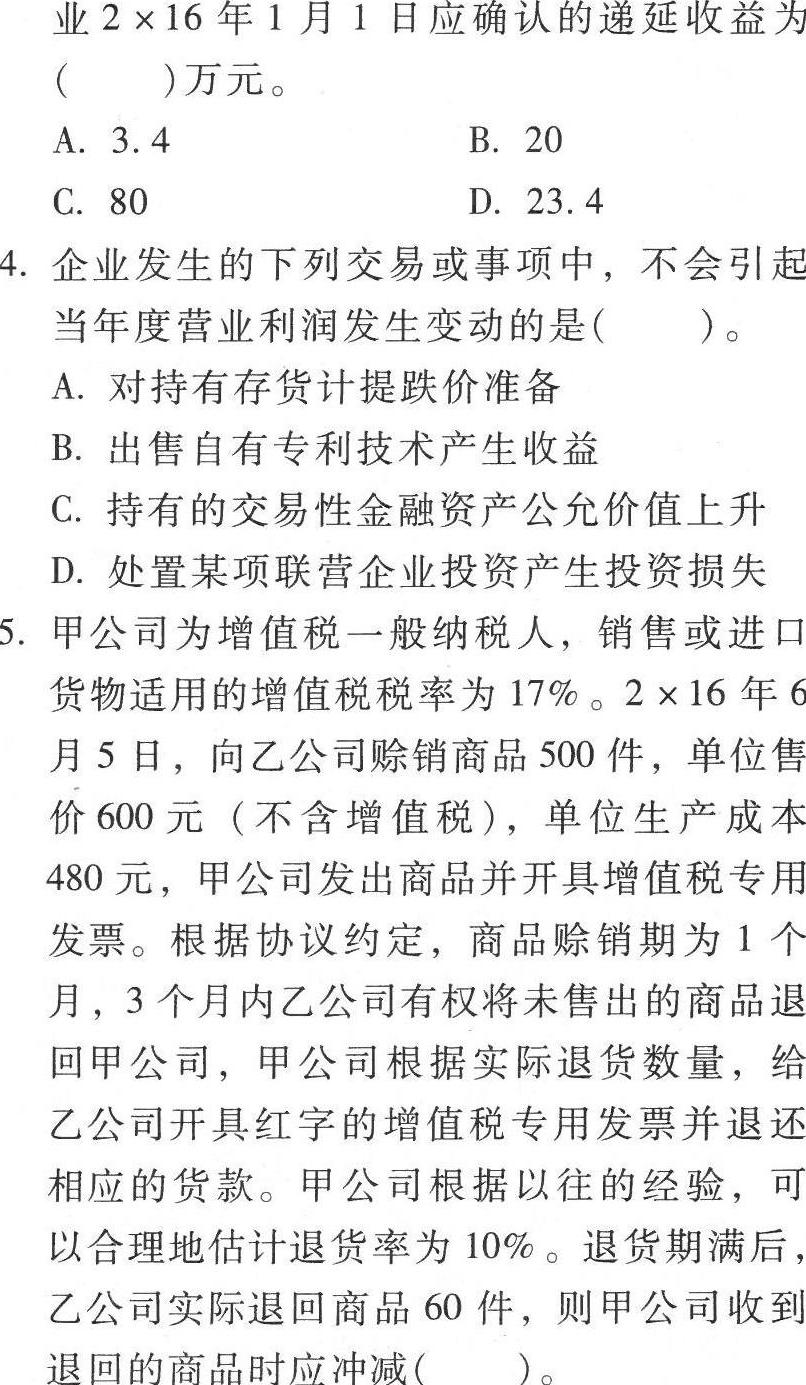 业 2×16 年 1 月 1 日应确认的递延收益为
(　　)万元。
A. 3.4　　B. 20
C. 80　　D. 23.4
4. 企业发生的下列交易或事项中，不会引起
当年度营业利润发生变动的是(　　)。
A. 对持有存货计提跌价准备
B. 出售自有专利技术产生收益
C. 持有的交易性金融资产公允价值上升
D. 处置某项联营企业投资产生投资损失
5. 甲公司为增值税一般纳税人，销售或进口
货物适用的增值税税率为 17%。2×16 年 6
月 5 日，向乙公司赊销商品 500 件，单位售
价 600 元（不含增值税），单位生产成本
480 元，甲公司发出商品并开具增值税专用
发票。根据协议约定，商品赊销期为 1 个
月，3 个月内乙公司有权将未售出的商品退
回甲公司，甲公司根据实际退货数量，给
乙公司开具红字的增值税专用发票并退还
相应的货款。甲公司根据以往的经验，可
以合理地估计退货率为 10%。退货期满后，
乙公司实际退回商品 60 件，则甲公司收到
退回的商品时应冲减(　　)。